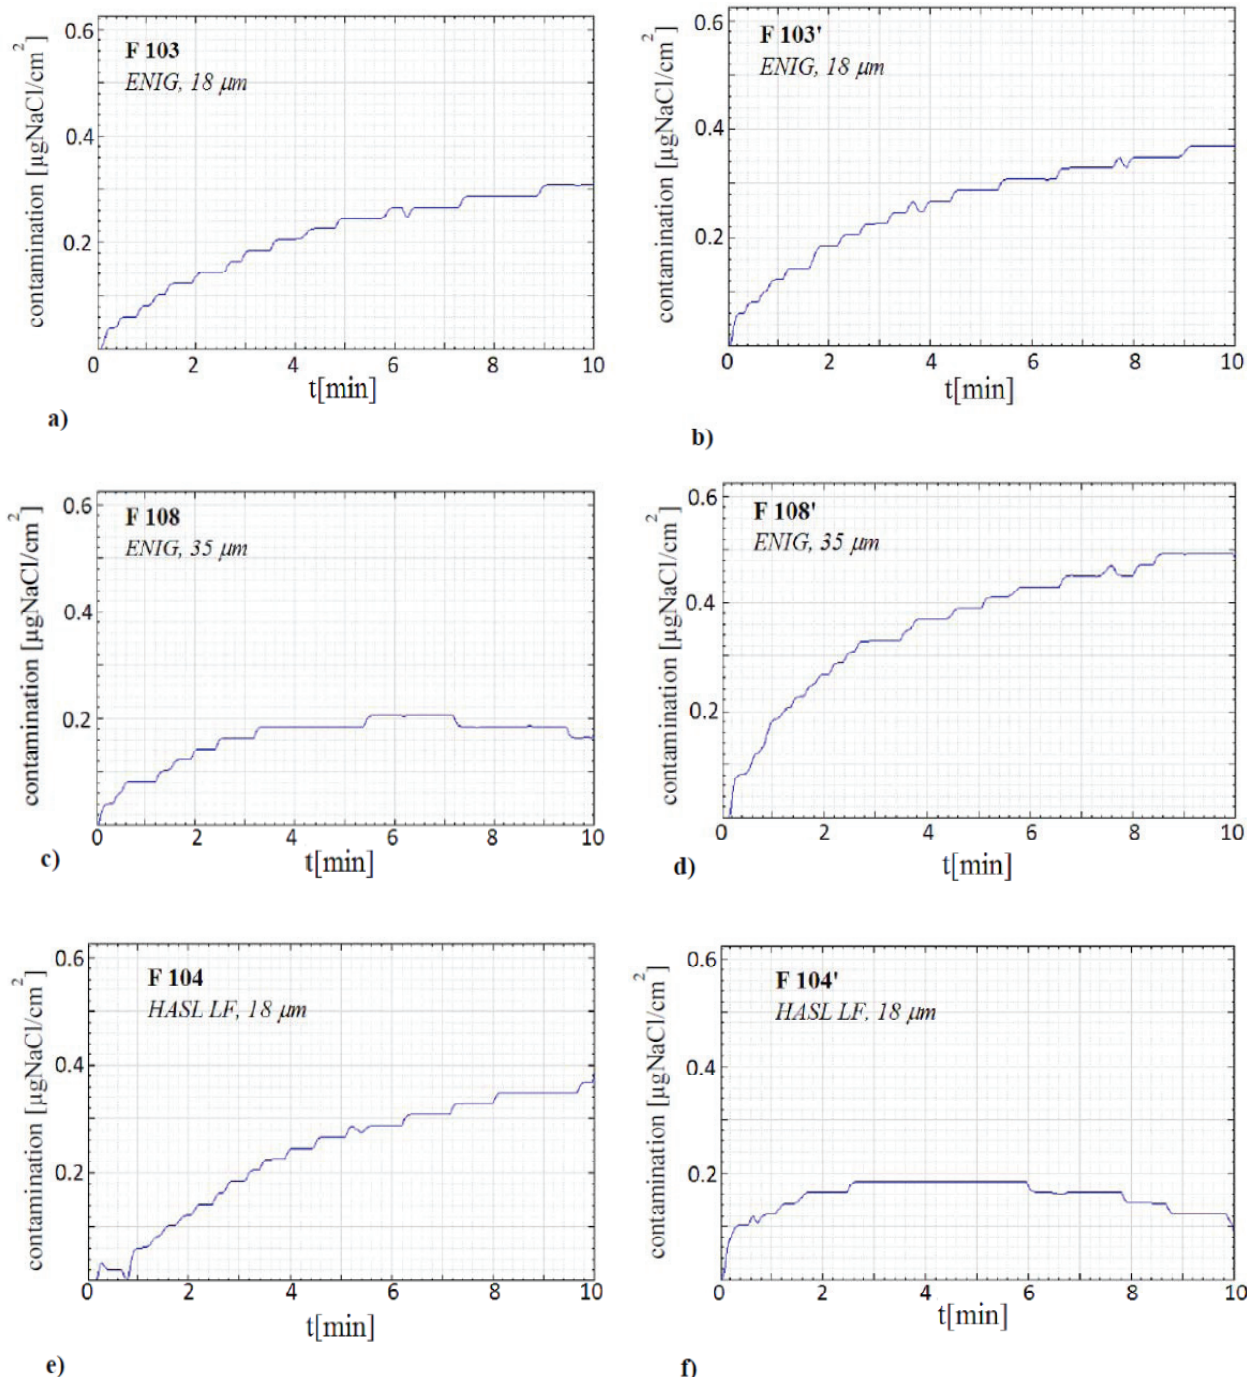 0.6
F 103
ENIG, 18 μm
0.4
0.2
contamination [μgNaCl/cm2]
0 2 4 6 8 10
t[min]
a)
0.6
F 103'
ENIG, 18 μm
0.4
0.2
contamination [μgNaCl/cm2]
0 2 4 6 8 10
t[min]
b)
0.6
F 108
ENIG, 35 μm
0.4
0.2
contamination [μgNaCl/cm2]
0 2 4 6 8 10
t[min]
c)
0.6
F 108'
ENIG, 35 μm
0.4
0.2
contamination [μgNaCl/cm2]
0 2 4 6 8 10
t[min]
d)
0.6
F 104
HASL LF, 18 μm
0.4
0.2
contamination [μgNaCl/cm2]
0 2 4 6 8 10
t[min]
e)
0.6
F 104'
HASL LF, 18 μm
0.4
0.2
contamination [μgNaCl/cm2]
0 2 4 6 8 10
t[min]
f)